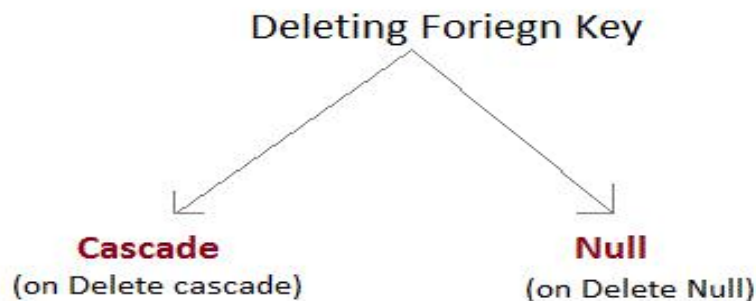 Deleting Foriegn Key
Cascade
(on Delete cascade)
Null
(on Delete Null)